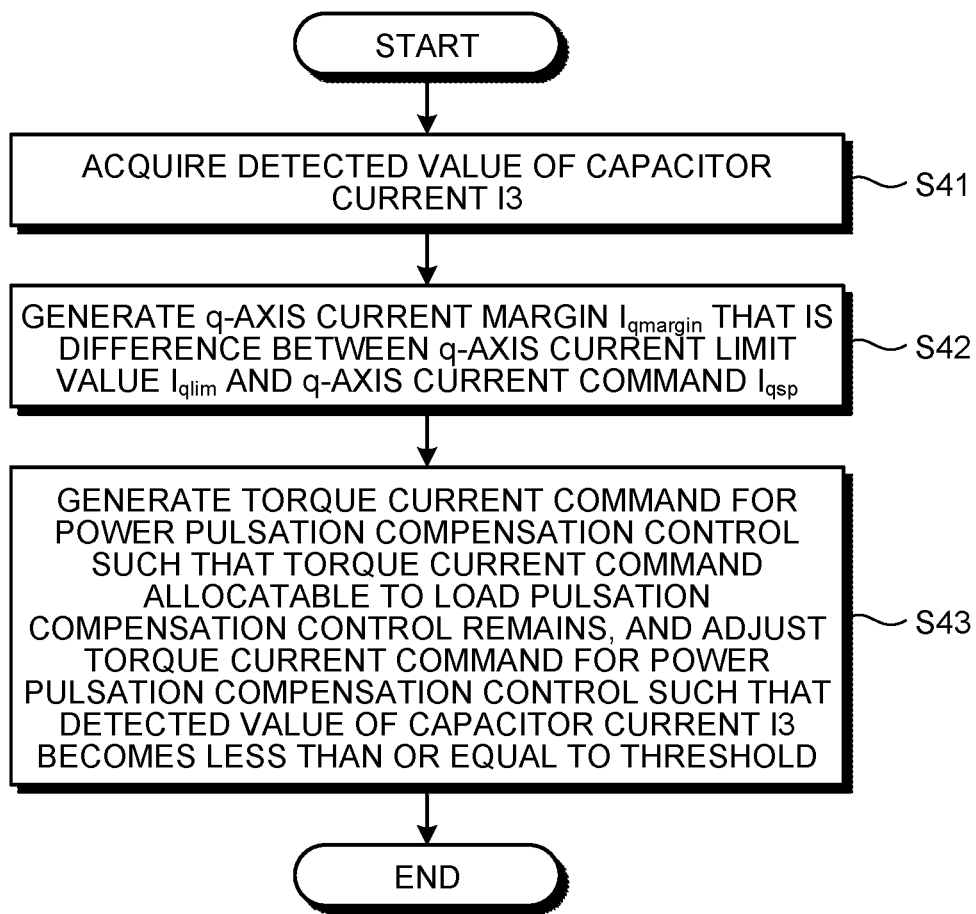 START
ACQUIRE DETECTED VALUE OF CAPACITOR
CURRENT I3
S41
GENERATE q-AXIS CURRENT MARGIN Iqmargin THAT IS
DIFFERENCE BETWEEN q-AXIS CURRENT LIMIT
VALUE Iqlim AND q-AXIS CURRENT COMMAND Iqsp
S42
GENERATE TORQUE CURRENT COMMAND FOR
POWER PULSATION COMPENSATION CONTROL
SUCH THAT TORQUE CURRENT COMMAND
ALLOCATABLE TO LOAD PULSATION
COMPENSATION CONTROL REMAINS, AND ADJUST
TORQUE CURRENT COMMAND FOR POWER
PULSATION COMPENSATION CONTROL SUCH THAT
DETECTED VALUE OF CAPACITOR CURRENT I3
BECOMES LESS THAN OR EQUAL TO THRESHOLD
S43
END